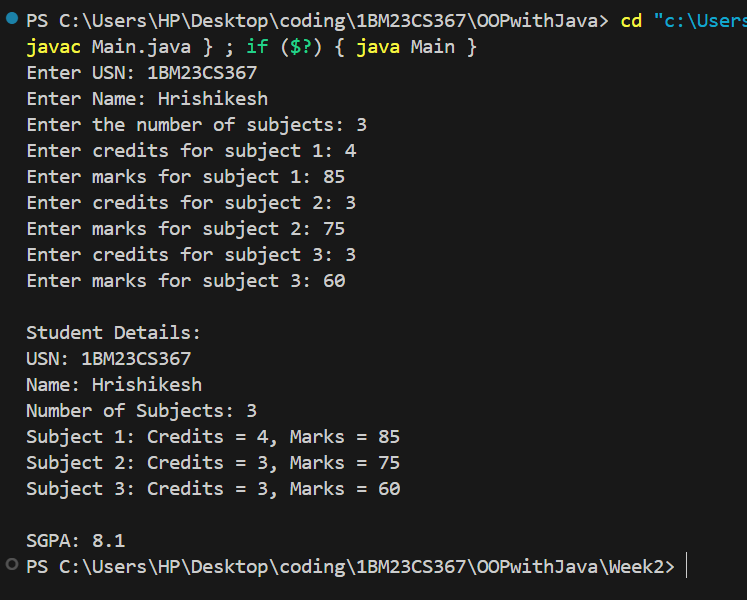 PS C:\Users\HP\Desktop\coding\1BM23CS367\OOPwithJava> cd "c:\Users
javac Main.java } ; if ($?) { java Main }
Enter USN: 1BM23CS367
Enter Name: Hrishikesh
Enter the number of subjects: 3
Enter credits for subject 1: 4
Enter marks for subject 1: 85
Enter credits for subject 2: 3
Enter marks for subject 2: 75
Enter credits for subject 3: 3
Enter marks for subject 3: 60
Student Details:
USN: 1BM23CS367
Name: Hrishikesh
Number of Subjects: 3
Subject 1: Credits = 4, Marks = 85
Subject 2: Credits = 3, Marks = 75
Subject 3: Credits = 3, Marks = 60
SGPA: 8.1
PS C:\Users\HP\Desktop\coding\1BM23CS367\OOPwithJava\Week2>